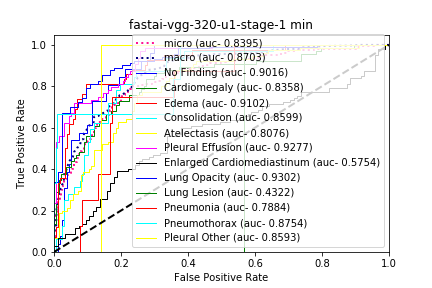 fastai-vgg-320-u1-stage-1 min
True Positive Rate
1.0
0.8
0.6
0.4
0.2
0.0
micro (auc- 0.8395)
macro (auc- 0.8703)
No Finding (auc- 0.9016)
Cardiomegaly (auc- 0.8358)
Edema (auc- 0.9102)
Consolidation (auc- 0.8599)
Atelectasis (auc- 0.8076)
Pleural Effusion (auc- 0.9277)
Enlarged Cardiomediastinum (auc- 0.5754)
Lung Opacity (auc- 0.9302)
Lung Lesion (auc- 0.4322)
Pneumonia (auc- 0.7884)
Pneumothorax (auc- 0.8754)
Pleural Other (auc- 0.8593)
0.0 0.2 0.4 0.6 0.8 1.0
False Positive Rate